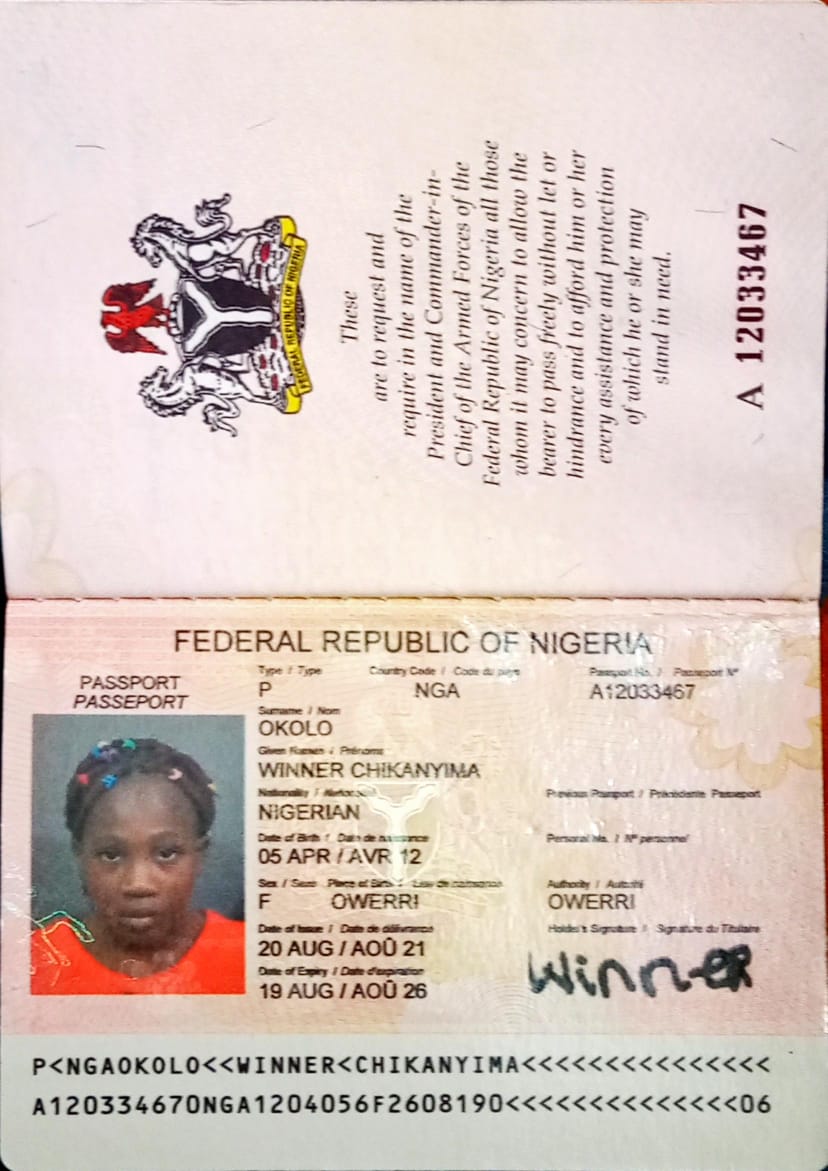 FEDERAL REPUBLIC OF NIGERIA
These
are to request and
require in the name of the
President and Commander-in-
Chief of the Armed Forces of the
Federal Republic of Nigeria all those
whom it may concern to allow the
bearer to pass freely without let or
hindrance and to afford him or her
every assistance and protection
of which he or she may
stand in need.
A 12033467
FEDERAL REPUBLIC OF NIGERIA
PASSPORT
PASSEPORT
Type / Type Country Code / Code du pays Passport No. / Passeport N°
P NGA A12033467
Surname / Nom
OKOLO
Given Names / Prénoms
WINNER CHIKANYIMA
Nationality / Nationalité Previous Passport / Précédente Passeport
NIGERIAN
Date of Birth / Date de naissance Personal No. / N° personnel
05 APR / AVR 12
Sex / Sexe Place of Birth / Lieu de naissance Authority / Autorité
F OWERRI OWERRI
Date of Issue / Date de délivrance Holder's Signature / Signature du Titulaire
20 AUG / AOÛ 21
Winner
Date of Expiry / Date d'expiration
19 AUG / AOÛ 26
P<NGAOKOLO<<WINNER<CHIKANYIMA<<<<<<<<<<<<<<<
A120334670NGA1204056F2608190<<<<<<<<<<<<<<06